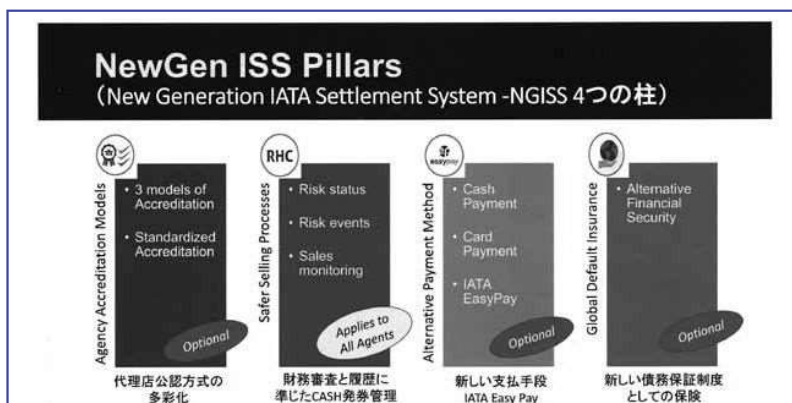 NewGen ISS Pillars
（New Generation IATA Settlement System -NGISS 4つの柱）
Agency Accreditation Models
• 3 models of
Accreditation
• Standardized
Accreditation
Optional
代理店公認方式の
多彩化
RHC
Safer Selling Processes
• Risk status
• Risk events
• Sales
monitoring
Applies to
All Agents
財務審査と履歴に
準じたCASH発券管理
easypay
Alternative Payment Method
• Cash
Payment
• Card
Payment
• IATA
EasyPay
Optional
新しい支払手段
IATA Easy Pay
Global Default Insurance
• Alternative
Financial
Security
Optional
新しい債務保証制度
としての保険